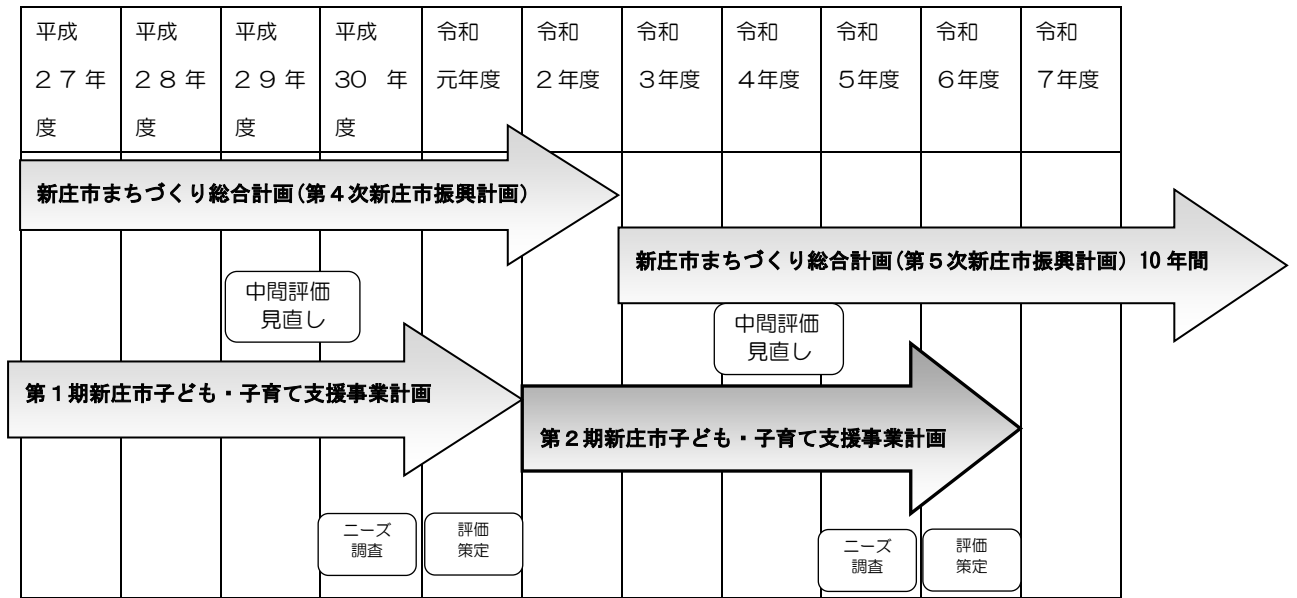 平成
27年
度
平成
28年
度
平成
29年
度
平成
30年
度
令和
元年度
令和
2年度
令和
3年度
令和
4年度
令和
5年度
令和
6年度
令和
7年度
新庄市まちづくり総合計画(第4次新庄市振興計画)
新庄市まちづくり総合計画(第5次新庄市振興計画) 10年間
中間評価
見直し
中間評価
見直し
第1期新庄市子ども・子育て支援事業計画
第2期新庄市子ども・子育て支援事業計画
ニーズ
調査
評価
策定
ニーズ
調査
評価
策定